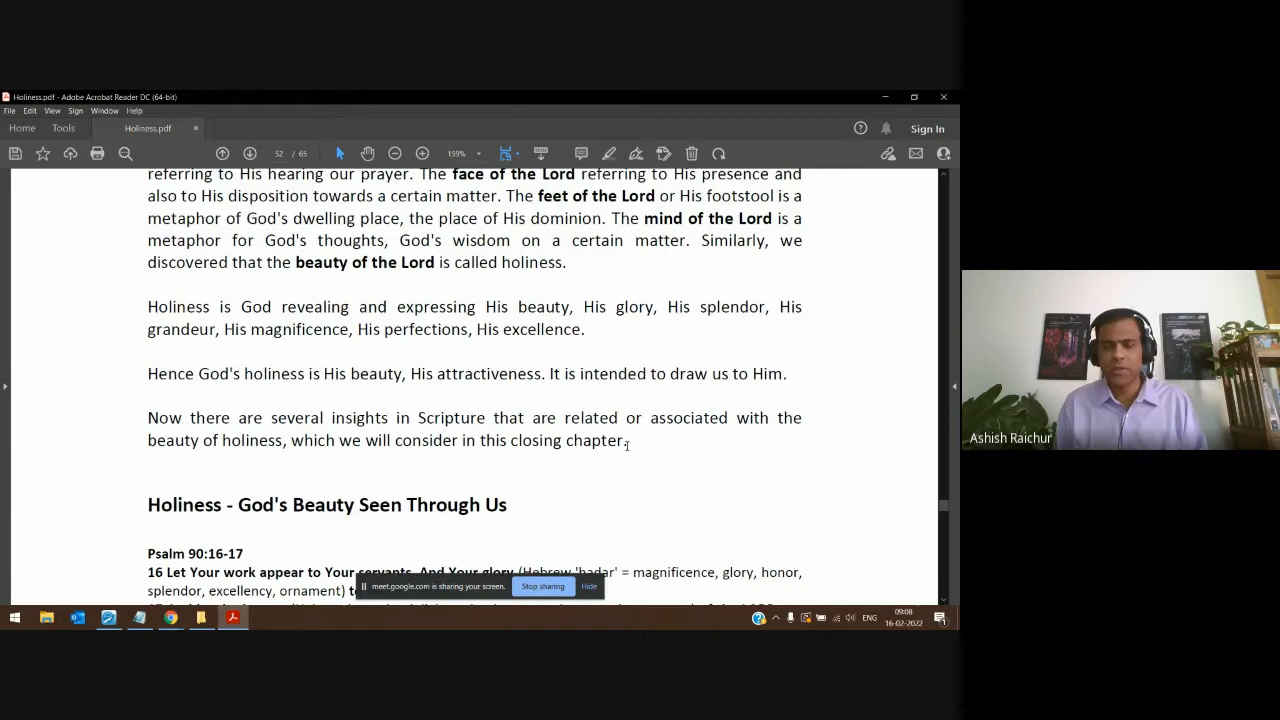 Holiness.pdf - Adobe Acrobat Reader DC (64-bit)
File Edit View Sign Window Help
Home Tools Holiness.pdf × Sign In
52 / 65 159%
referring to His hearing our prayer. The face of the Lord referring to His presence and
also to His disposition towards a certain matter. The feet of the Lord or His footstool is a
metaphor of God's dwelling place, the place of His dominion. The mind of the Lord is a
metaphor for God's thoughts, God's wisdom on a certain matter. Similarly, we
discovered that the beauty of the Lord is called holiness.
Holiness is God revealing and expressing His beauty, His glory, His splendor, His
grandeur, His magnificence, His perfections, His excellence.
Hence God's holiness is His beauty, His attractiveness. It is intended to draw us to Him.
Now there are several insights in Scripture that are related or associated with the
beauty of holiness, which we will consider in this closing chapter.
Holiness - God's Beauty Seen Through Us
Psalm 90:16-17
16 Let Your work appear to Your servants, And Your glory (Hebrew 'hadar' = magnificence, glory, honor,
splendor, excellency, ornament)
meet.google.com is sharing your screen. Stop sharing Hide
Ashish Raichur
ENG
09:08
16-02-2022